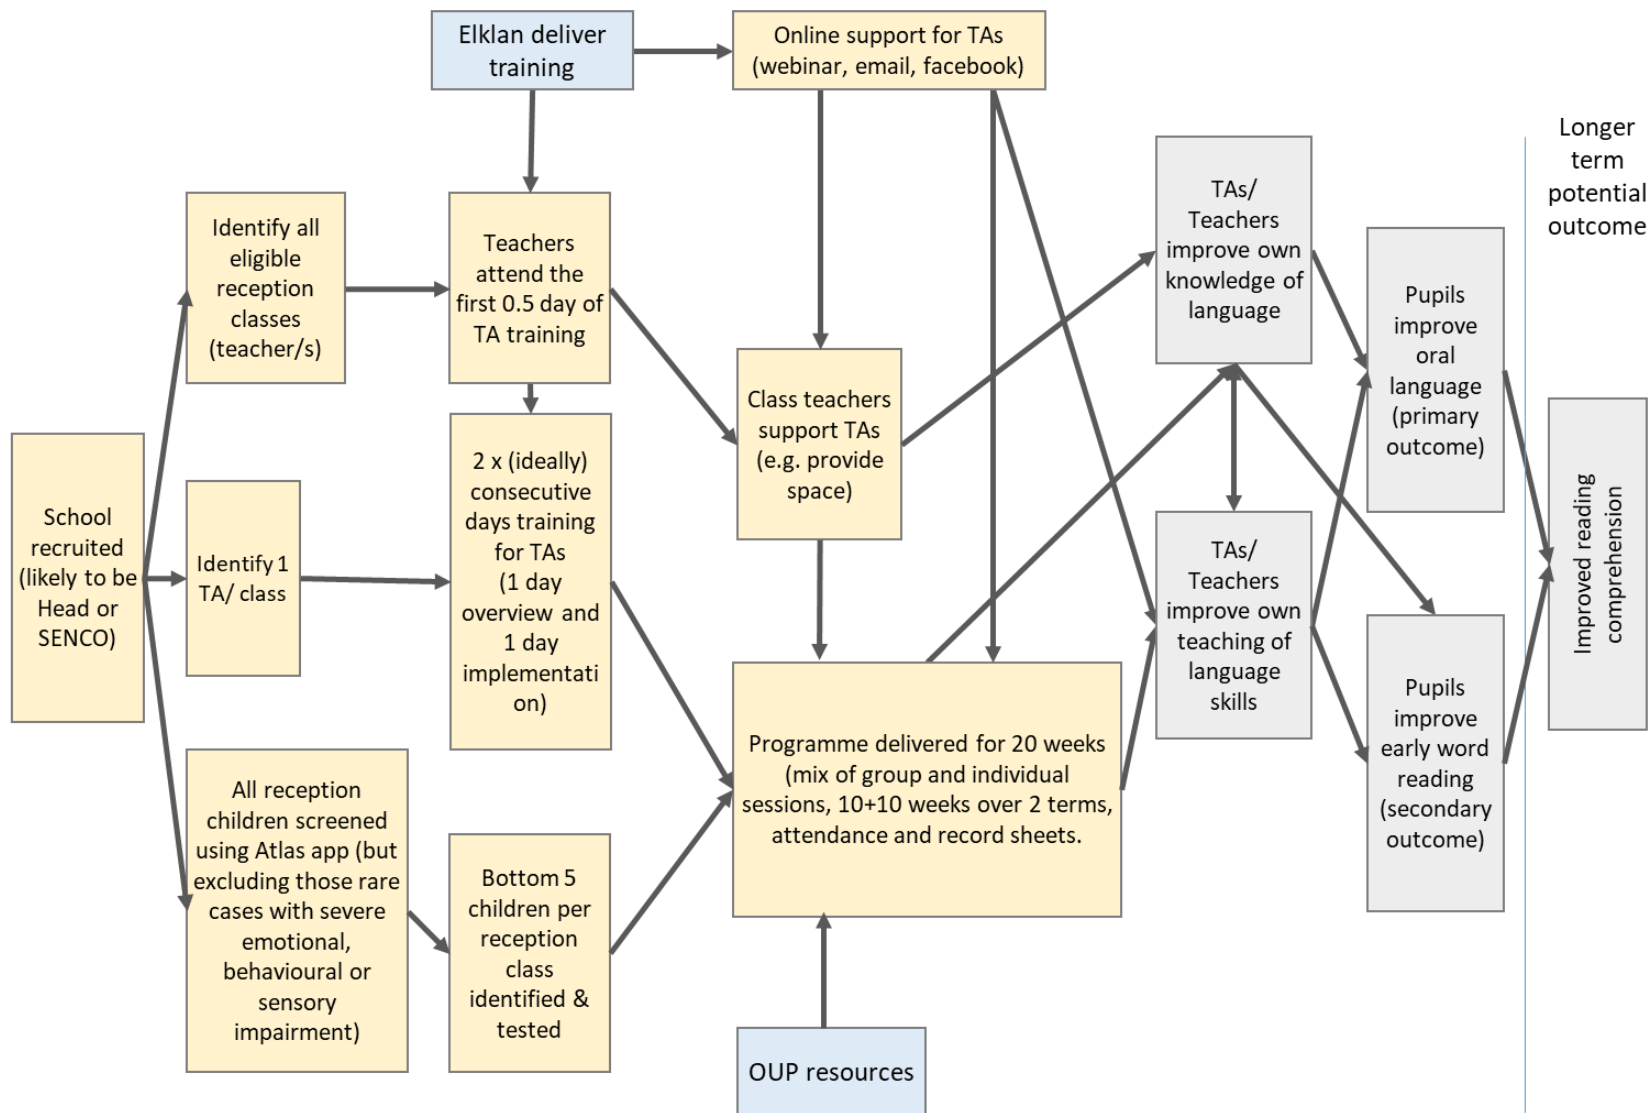 Elklan deliver
training
Online support for TAs
(webinar, email, facebook)
Longer
term
potential
outcome
Identify all
eligible
reception
classes
(teacher/s)
Teachers
attend the
first 0.5 day of
TA training
TAs/
Teachers
improve own
knowledge of
language
Pupils
improve
oral
language
(primary
outcome)
Class teachers
support TAs
(e.g. provide
space)
School
recruited
(likely to be
Head or
SENCO)
Identify 1
TA/ class
2 x (ideally)
consecutive
days training
for TAs
(1 day
overview and
1 day
implementati
on)
TAs/
Teachers
improve own
teaching of
language
skills
Improved reading
comprehension
Pupils
improve
early word
reading
(secondary
outcome)
Programme delivered for 20 weeks
(mix of group and individual
sessions, 10+10 weeks over 2 terms,
attendance and record sheets.
All reception
children screened
using Atlas app (but
excluding those rare
cases with severe
emotional,
behavioural or
sensory
impairment)
Bottom 5
children per
reception
class
identified &
tested
OUP resources